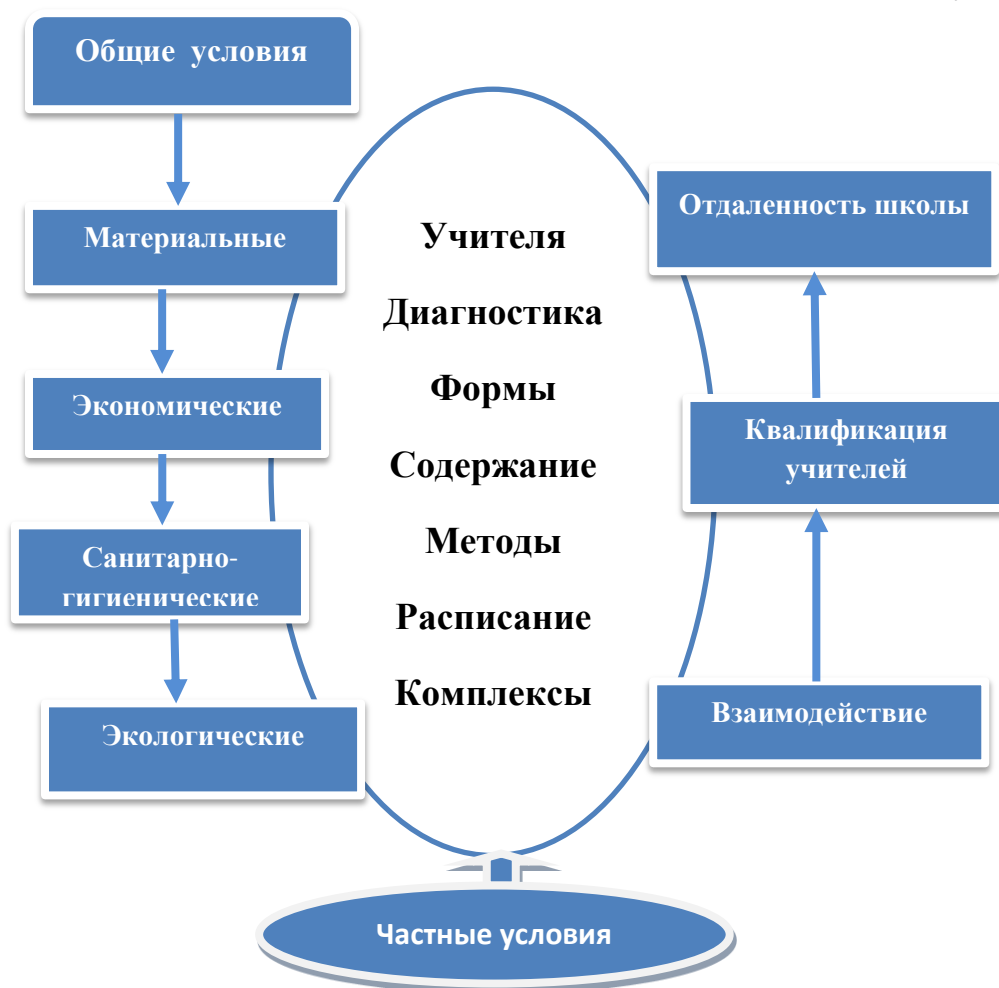 Общие условия
Материальные
Экономические
Санитарно-
гигиенические
Экологические
Учителя
Диагностика
Формы
Содержание
Методы
Расписание
Комплексы
Отдаленность школы
Квалификация
учителей
Взаимодействие
Частные условия